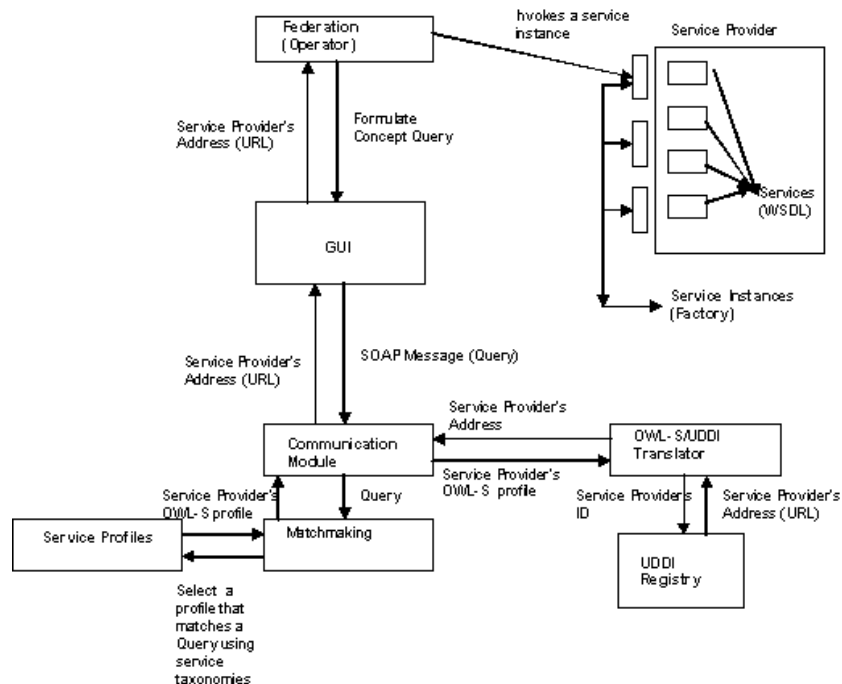 Federation
(Operator)
Invokes a service
instance
Service Provider
Service Provider's
Address (URL)
Formulate
Concept Query
Services
(WSDL)
GUI
Service Instances
(Factory)
Service Provider's
Address (URL)
SOAP Message (Query)
Service Provider's
Address
Communication
Module
OWL-S/UDDI
Translator
Service Provider's
OWL-S profile
Query
Service Provider's
OWL-S profile
Service Providers
ID
Service Provider's
Address (URL)
Service Profiles
Matchmaking
UDDI
Registry
Select a
profile that
matches a
Query using
service
taxonomies